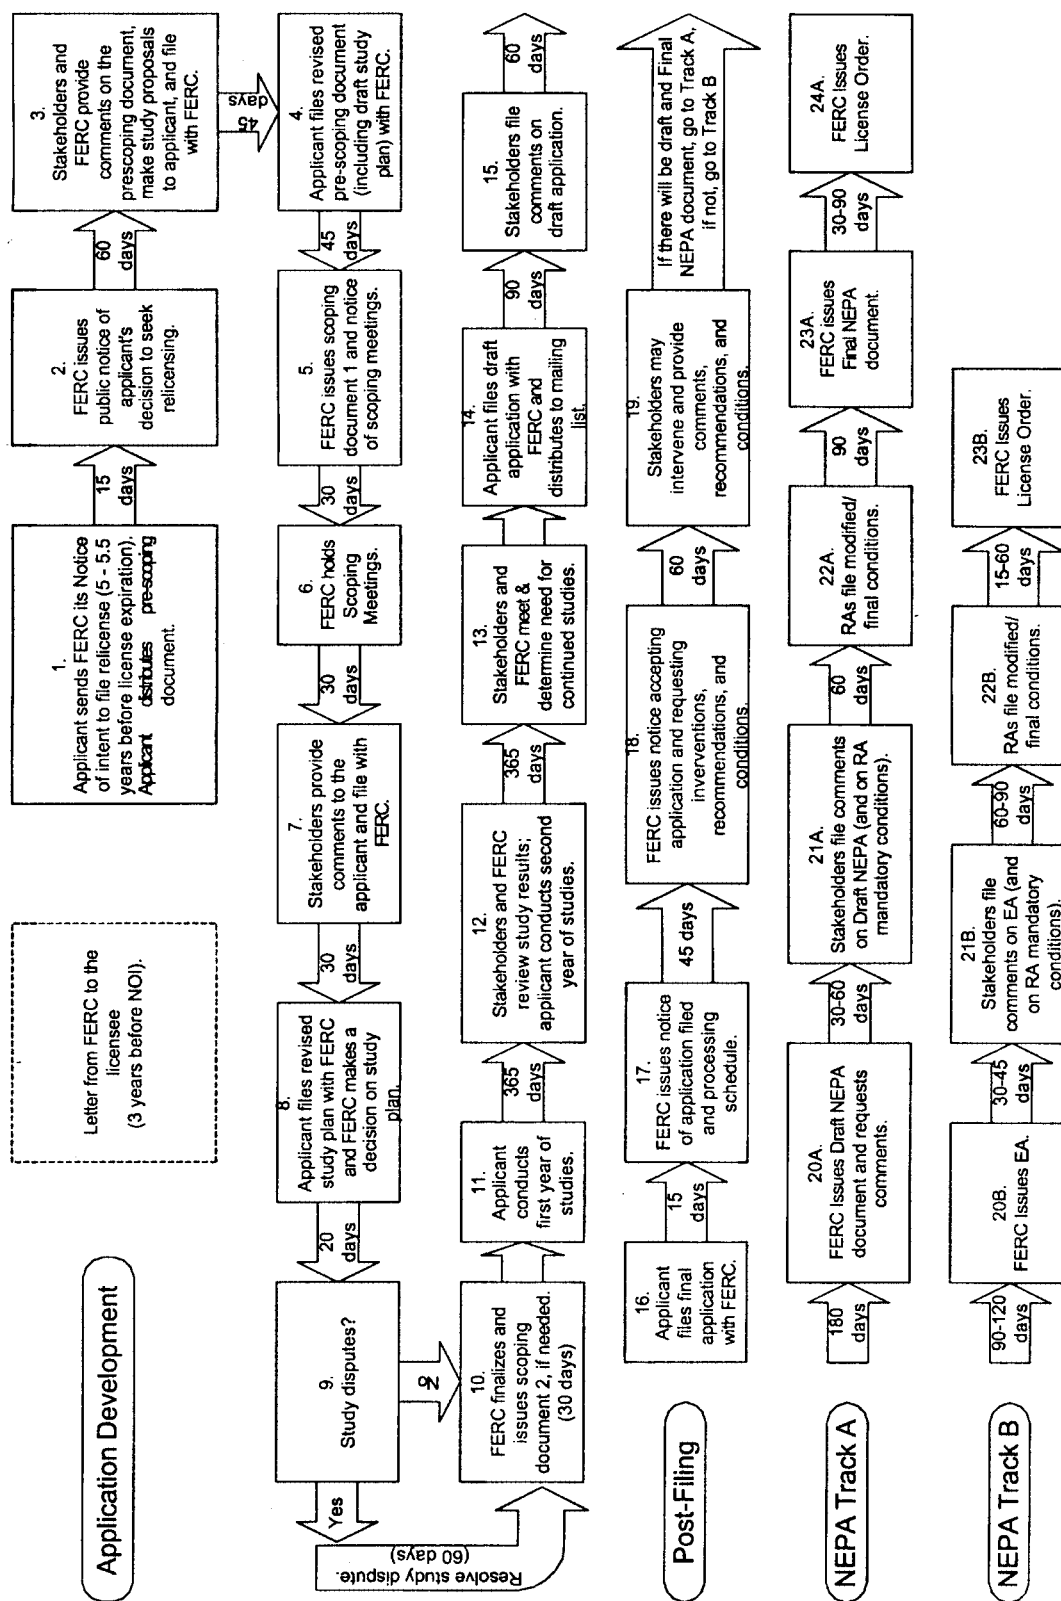 Application Development
Letter from FERC to the
licensee
(3 years before NOI).
1.
Applicant sends FERC its Notice
of intent to file relicense (5 - 5.5
years before license expiration).
Applicant distributes pre-scoping
document.
15
days
2.
FERC issues
public notice of
applicant's
decision to seek
relicensing.
60
days
3.
Stakeholders and
FERC provide
comments on the
prescoping document,
make study proposals
to applicant, and file
with FERC.
45
days
4.
Applicant files revised
pre-scoping document
(including draft study
plan) with FERC.
45
days
5.
FERC issues scoping
document 1 and notice
of scoping meetings.
30
days
6.
FERC holds
Scoping
Meetings.
30
days
7.
Stakeholders provide
comments to the
applicant and file with
FERC.
30
days
8.
Applicant files revised
study plan with FERC
and FERC makes a
decision on study
plan.
20
days
9.
Study disputes?
Yes
Resolve study dispute.
(60 days)
No
10.
FERC finalizes and
issues scoping
document 2, if needed.
(30 days)
11.
Applicant
conducts
first year of
studies.
365
days
12.
Stakeholders and FERC
review study results;
applicant conducts second
year of studies.
365
days
13.
Stakeholders and
FERC meet &
determine need for
continued studies.
14.
Applicant files draft
application with
FERC and
distributes to mailing
list.
90
days
15.
Stakeholders file
comments on
draft application.
60
days
Post-Filing
16.
Applicant
files final
application
with FERC.
15
days
17.
FERC issues notice
of application filed
and processing
schedule.
45 days
18.
FERC issues notice accepting
application and requesting
inverventions,
recommendations, and
conditions.
60
days
19.
Stakeholders may
intervene and provide
comments,
recommendations, and
conditions.
If there will be draft and Final
NEPA document, go to Track A,
if not, go to Track B
NEPA Track A
180
days
20A.
FERC Issues Draft NEPA
document and requests
comments.
30-60
days
21A.
Stakeholders file comments
on Draft NEPA (and on RA
mandatory conditions).
60
days
22A.
RAs file modified/
final conditions.
90
days
23A.
FERC issues
Final NEPA
document.
30-90
days
24A.
FERC Issues
License Order.
NEPA Track B
90-120
days
20B.
FERC Issues EA.
30-45
days
21B.
Stakeholders file
comments on EA (and
on RA mandatory
conditions).
60-90
days
22B.
RAs file modified/
final conditions.
15-60
days
23B.
FERC Issues
License Order.